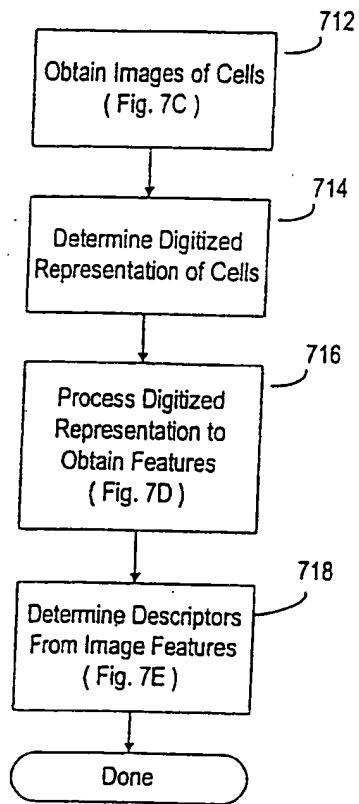 712
Obtain Images of Cells
( Fig. 7C )
714
Determine Digitized
Representation of Cells
716
Process Digitized
Representation to
Obtain Features
( Fig. 7D )
718
Determine Descriptors
From Image Features
( Fig. 7E )
Done